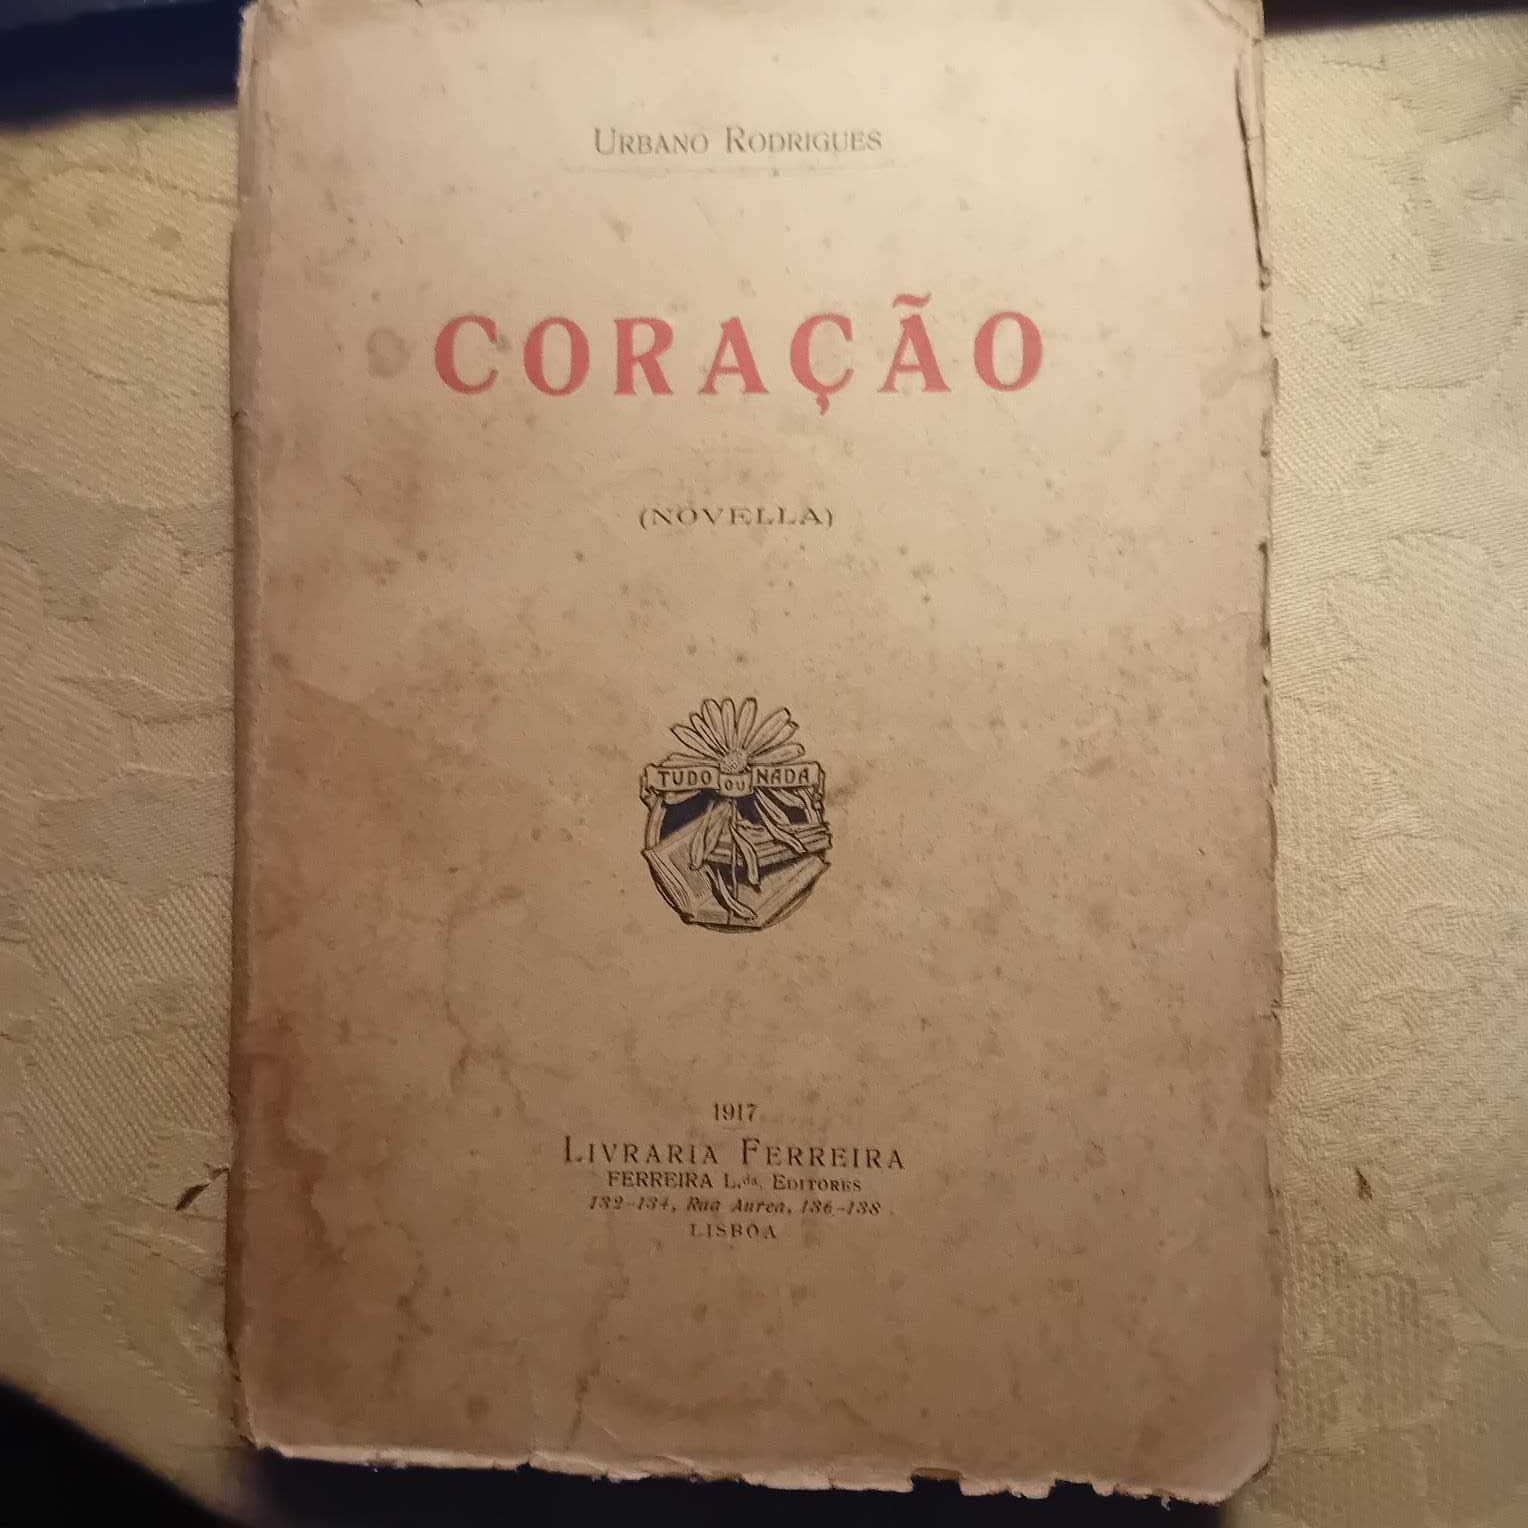 URBANO RODRIGUES
CORAÇÃO
(NOVELLA)
TUDO OU NADA
1917
LIVRARIA FERREIRA
FERREIRA L.da, EDITORES
132-134, Rua Aurea, 136-138
LISBOA